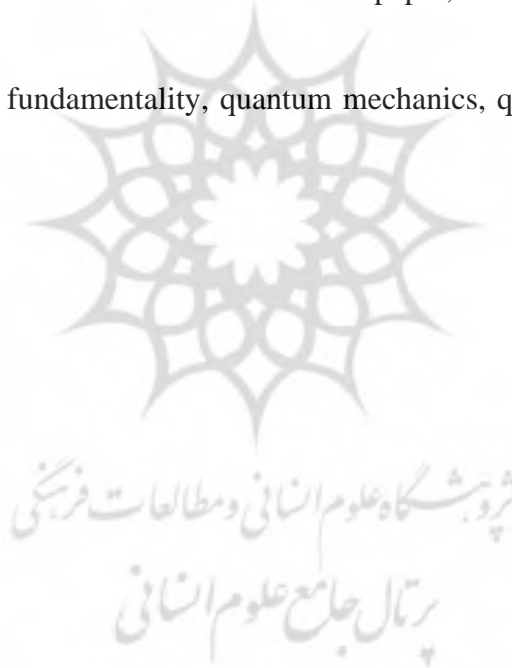 fundamentality, quantum mechanics, q
پژوهشگاه علوم انسانی و مطالعات فرهنگی
پرتال جامع علوم انسانی